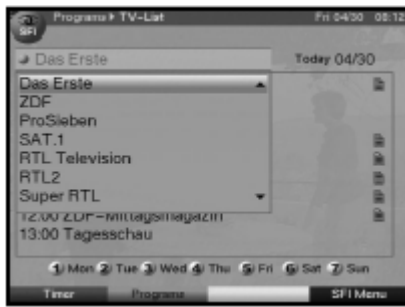 Programs TV-List Fri 04/30 08:12
SFI
Das Erste Today 04/30
Das Erste
ZDF
ProSieben
SAT.1
RTL Television
RTL2
Super RTL
12:00 ZDF-Mittagsmagazin
13:00 Tagesschau
1 Mon 2 Tue 3 Wed 4 Thu 5 Fri 6 Sat 7 Sun
Timer Programs SFI Menu